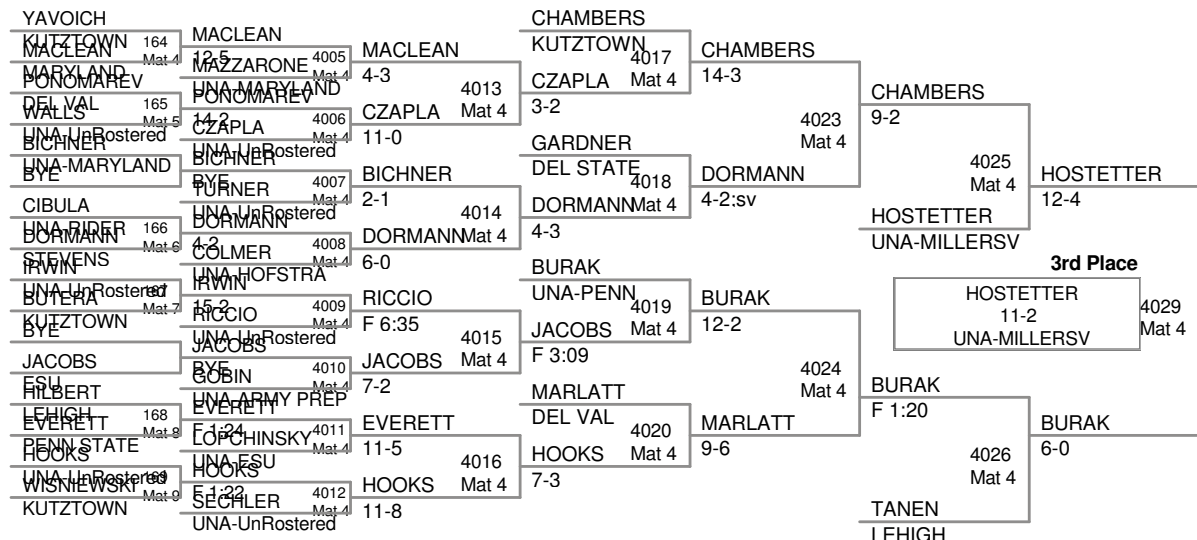 YAVOICH
KUTZTOWN
164
Mat 4
MACLEAN
MARYLAND
PONOMAREV
DEL VAL
165
Mat 5
WALLS
UNA-UnRostered
BICHNER
UNA-MARYLAND
BYE
CIBULA
UNA-RIDER
166
Mat 6
DORMANN
STEVENS
IRWIN
UNA-UnRostered
167
Mat 7
BUTERA
KUTZTOWN
BYE
JACOBS
ESU
HILBERT
LEHIGH
168
Mat 8
EVERETT
PENN STATE
HOOKS
UNA-UnRostered
169
Mat 9
WISNIEWSKI
KUTZTOWN
MACLEAN
12-5
4005
Mat 4
MAZZARONE
UNA-MARYLAND
PONOMAREV
14-2
4006
Mat 4
CZAPLA
UNA-UnRostered
BICHNER
BYE
4007
Mat 4
TURNER
UNA-UnRostered
DORMANN
4-2
4008
Mat 4
COLMER
UNA-HOFSTRA
IRWIN
15-2
4009
Mat 4
RICCIO
UNA-UnRostered
JACOBS
BYE
4010
Mat 4
GOBIN
UNA-ARMY PREP
EVERETT
F 1:24
4011
Mat 4
LOPCHINSKY
UNA-ESU
HOOKS
F 1:22
4012
Mat 4
SECHLER
UNA-UnRostered
MACLEAN
4-3
4013
Mat 4
CZAPLA
11-0
BICHNER
2-1
4014
Mat 4
DORMANN
6-0
RICCIO
F 6:35
4015
Mat 4
JACOBS
7-2
EVERETT
11-5
4016
Mat 4
HOOKS
11-8
CHAMBERS
KUTZTOWN
4017
Mat 4
CZAPLA
3-2
GARDNER
DEL STATE
4018
Mat 4
DORMANN
4-3
BURAK
UNA-PENN
4019
Mat 4
JACOBS
F 3:09
MARLATT
DEL VAL
4020
Mat 4
HOOKS
7-3
CHAMBERS
14-3
4023
Mat 4
DORMANN
4-2:sv
BURAK
12-2
4024
Mat 4
MARLATT
9-6
CHAMBERS
9-2
4025
Mat 4
HOSTETTER
UNA-MILLERSV
BURAK
F 1:20
4026
Mat 4
TANEN
LEHIGH
HOSTETTER
12-4
3rd Place
HOSTETTER
11-2
UNA-MILLERSV
4029
Mat 4
BURAK
6-0